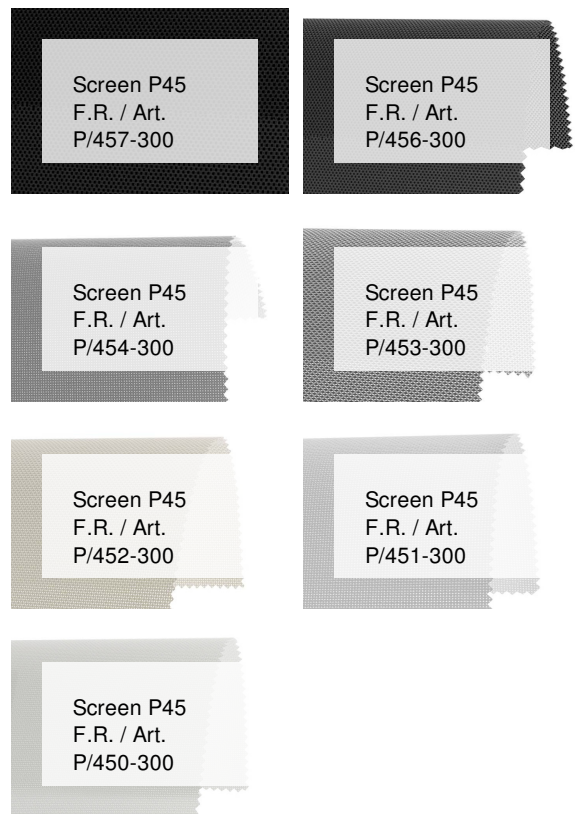 Screen P45
F.R. / Art.
P/457-300
Screen P45
F.R. / Art.
P/456-300
Screen P45
F.R. / Art.
P/454-300
Screen P45
F.R. / Art.
P/453-300
Screen P45
F.R. / Art.
P/452-300
Screen P45
F.R. / Art.
P/451-300
Screen P45
F.R. / Art.
P/450-300